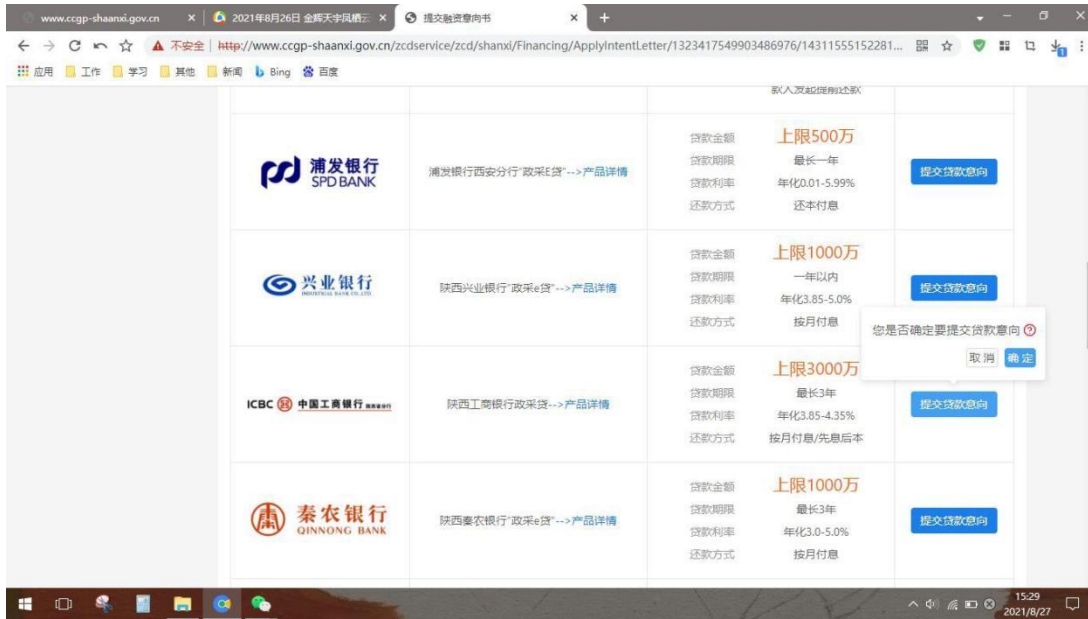 www.ccgp-shaanxi.gov.cn
2021年8月26日 金辉天宇凤栖云
提交融资意向书
不安全 http://www.ccgp-shaanxi.gov.cn/zcdservice/zcd/shanxi/Financing/ApplyIntentLetter/1323417549903486976/14311555152281...
应用 工作 学习 其他 新闻 Bing 百度
款人发起提前还款
浦发银行
SPD BANK
浦发银行西安分行"政采E贷"-->产品详情
贷款金额 上限500万
贷款期限 最长一年
贷款利率 年化0.01-5.99%
还款方式 还本付息
提交贷款意向
兴业银行
INDUSTRIAL BANK CO.,LTD.
陕西兴业银行"政采e贷"-->产品详情
贷款金额 上限1000万
贷款期限 一年以内
贷款利率 年化3.85-5.0%
还款方式 按月付息
提交贷款意向
您是否确定要提交贷款意向
取消 确定
ICBC 中国工商银行
陕西工商银行政采贷-->产品详情
贷款金额 上限3000万
贷款期限 最长3年
贷款利率 年化3.85-4.35%
还款方式 按月付息/先息后本
提交贷款意向
秦农银行
QINNONG BANK
陕西秦农银行"政采e贷"-->产品详情
贷款金额 上限1000万
贷款期限 最长3年
贷款利率 年化3.0-5.0%
还款方式 按月付息
提交贷款意向
15:29
2021/8/27